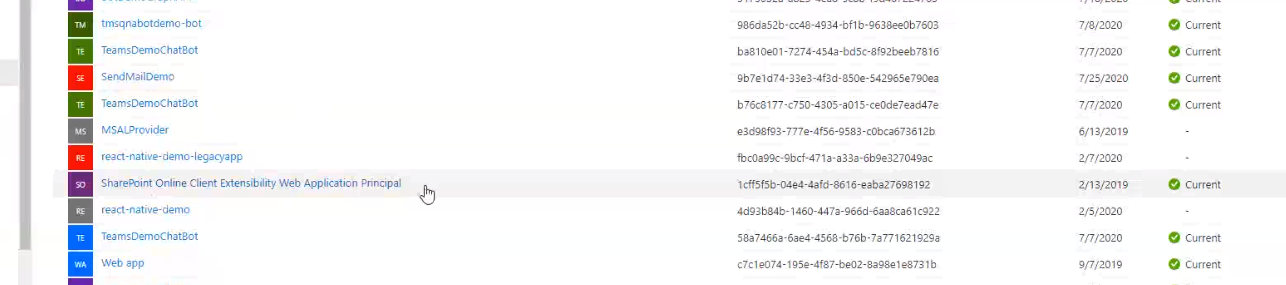 TM tmsqnabotdemo-bot 986da52b-cc48-4934-bf1b-9638ee0b7603 7/8/2020 Current
TE TeamsDemoChatBot ba810e01-7274-454a-bd5c-8f92beeb7816 7/7/2020 Current
SE SendMailDemo 9b7e1d74-33e3-4f3d-850e-542965e790ea 7/25/2020 Current
TE TeamsDemoChatBot b76c8177-c750-4305-a015-ce0de7ead47e 7/7/2020 Current
MS MSALProvider e3d98f93-777e-4f56-9583-c0bca673612b 6/13/2019 -
RE react-native-demo-legacyapp fbc0a99c-9bcf-471a-a33a-6b9e327049ac 2/7/2020 -
SO SharePoint Online Client Extensibility Web Application Principal 1cff5f5b-04e4-4afd-8616-eaba27698192 2/13/2019 Current
RE react-native-demo 4d93b84b-1460-447a-966d-6aa8ca61c922 2/5/2020 -
TE TeamsDemoChatBot 58a7466a-6ae4-4568-b76b-7a771621929a 7/7/2020 Current
WA Web app c7c1e074-195e-4f87-be02-8a98e1e8731b 9/7/2019 Current